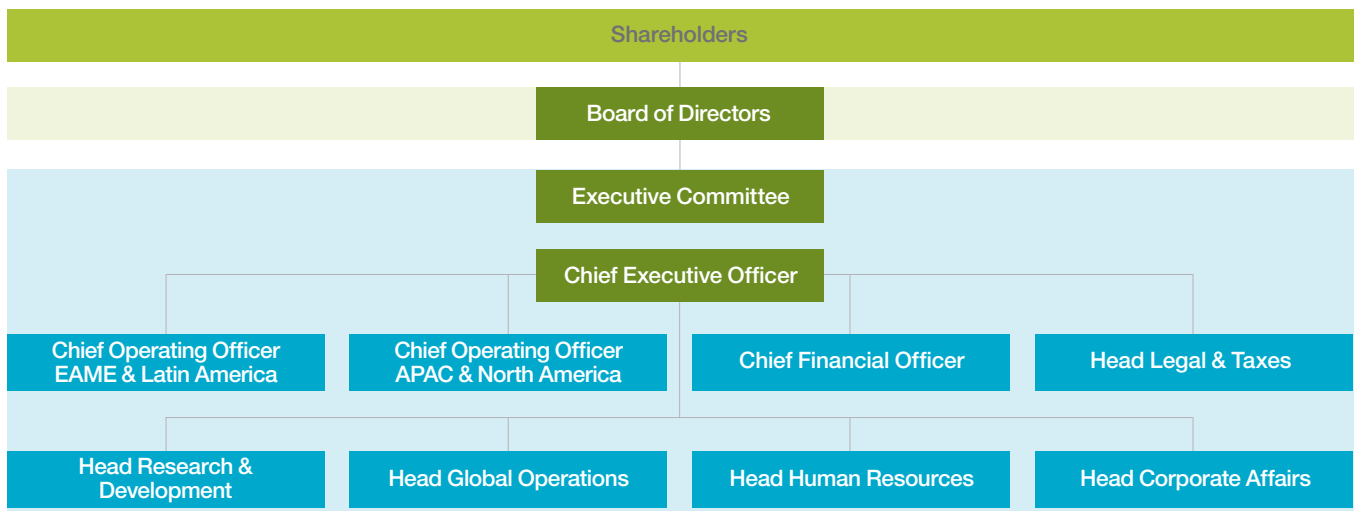 Shareholders
Board of Directors
Executive Committee
Chief Executive Officer
Chief Operating Officer
EAME & Latin America
Chief Operating Officer
APAC & North America
Chief Financial Officer
Head Legal & Taxes
Head Research &
Development
Head Global Operations
Head Human Resources
Head Corporate Affairs